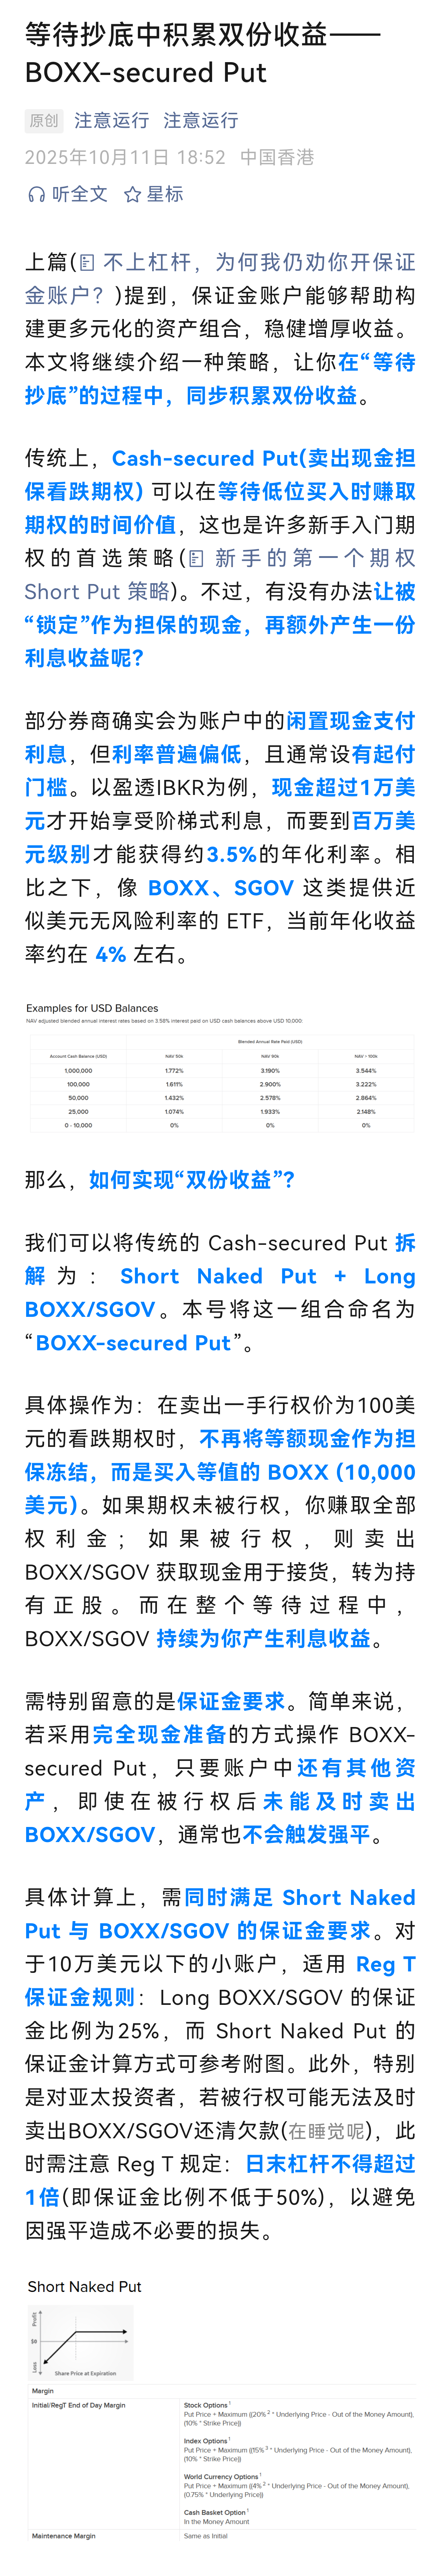 等待抄底中积累双份收益——
BOXX-secured Put
原创 注意运行 注意运行
2025年10月11日 18:52 中国香港
听全文 星标
上篇( 不上杠杆，为何我仍劝你开保证
金账户？)提到，保证金账户能够帮助构
建更多元化的资产组合，稳健增厚收益。
本文将继续介绍一种策略，让你在“等待
抄底”的过程中，同步积累双份收益。
传统上，Cash-secured Put(卖出现金担
保看跌期权) 可以在等待低位买入时赚取
期权的时间价值，这也是许多新手入门期
权的首选策略( 新手的第一个期权
Short Put 策略)。不过，有没有办法让被
“锁定”作为担保的现金，再额外产生一份
利息收益呢?
部分券商确实会为账户中的闲置现金支付
利息，但利率普遍偏低，且通常设有起付
门槛。以盈透IBKR为例，现金超过1万美
元才开始享受阶梯式利息，而要到百万美
元级别才能获得约3.5%的年化利率。相
比之下，像 BOXX、SGOV 这类提供近
似美元无风险利率的 ETF，当前年化收益
率约在 4% 左右。
Examples for USD Balances
NAV adjusted blended annual interest rates based on 3.58% interest paid on USD cash balances above USD 10,000:
Blended Annual Rate Paid (USD)
Account Cash Balance (USD) NAV 50k NAV 90k NAV > 100k
1,000,000 1.772% 3.190% 3.544%
100,000 1.611% 2.900% 3.222%
50,000 1.432% 2.578% 2.864%
25,000 1.074% 1.933% 2.148%
0 - 10,000 0% 0% 0%
那么，如何实现“双份收益”?
我们可以将传统的 Cash-secured Put 拆
解为：Short Naked Put + Long
BOXX/SGOV。本号将这一组合命名为
“BOXX-secured Put”。
具体操作为：在卖出一手行权价为100美
元的看跌期权时，不再将等额现金作为担
保冻结，而是买入等值的 BOXX (10,000
美元)。如果期权未被行权，你赚取全部
权利金；如果被行权，则卖出
BOXX/SGOV 获取现金用于接货，转为持
有正股。而在整个等待过程中，
BOXX/SGOV 持续为你产生利息收益。
需特别留意的是保证金要求。简单来说，
若采用完全现金准备的方式操作 BOXX-
secured Put，只要账户中还有其他资
产，即使在被行权后未能及时卖出
BOXX/SGOV，通常也不会触发强平。
具体计算上，需同时满足 Short Naked
Put 与 BOXX/SGOV 的保证金要求。对
于10万美元以下的小账户，适用 Reg T
保证金规则：Long BOXX/SGOV 的保证
金比例为25%，而 Short Naked Put 的
保证金计算方式可参考附图。此外，特别
是对亚太投资者，若被行权可能无法及时
卖出BOXX/SGOV还清欠款(在睡觉呢)，此
时需注意 Reg T 规定：日末杠杆不得超过
1倍(即保证金比例不低于50%)，以避免
因强平造成不必要的损失。
Short Naked Put
Profit
$0
Loss
Share Price at Expiration
Margin
Initial/RegT End of Day Margin
Stock Options 1
Put Price + Maximum ((20% 2 * Underlying Price - Out of the Money Amount),
(10% * Strike Price))
Index Options 1
Put Price + Maximum ((15% 3 * Underlying Price - Out of the Money Amount),
(10% * Strike Price))
World Currency Options 1
Put Price + Maximum ((4% 2 * Underlying Price - Out of the Money Amount),
(0.75% * Underlying Price))
Cash Basket Option 1
In the Money Amount
Maintenance Margin Same as Initial